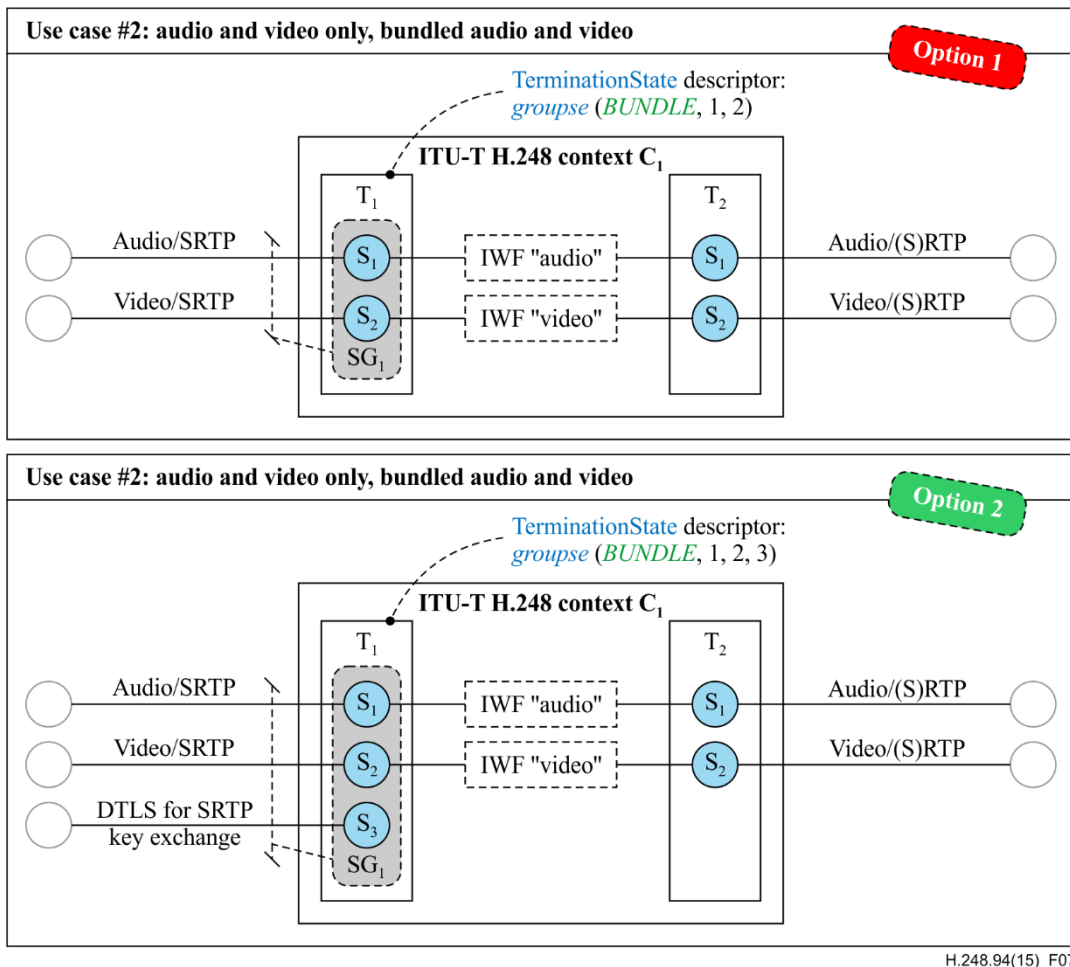 Use case #2: audio and video only, bundled audio and video
Option 1
TerminationState descriptor:
groupse (BUNDLE, 1, 2)
ITU-T H.248 context C1
T1
T2
Audio/SRTP
S1
IWF "audio"
S1
Audio/(S)RTP
Video/SRTP
S2
IWF "video"
S2
Video/(S)RTP
SG1
Use case #2: audio and video only, bundled audio and video
Option 2
TerminationState descriptor:
groupse (BUNDLE, 1, 2, 3)
ITU-T H.248 context C1
T1
T2
Audio/SRTP
S1
IWF "audio"
S1
Audio/(S)RTP
Video/SRTP
S2
IWF "video"
S2
Video/(S)RTP
DTLS for SRTP
key exchange
S3
SG1
H.248.94(15)_F07